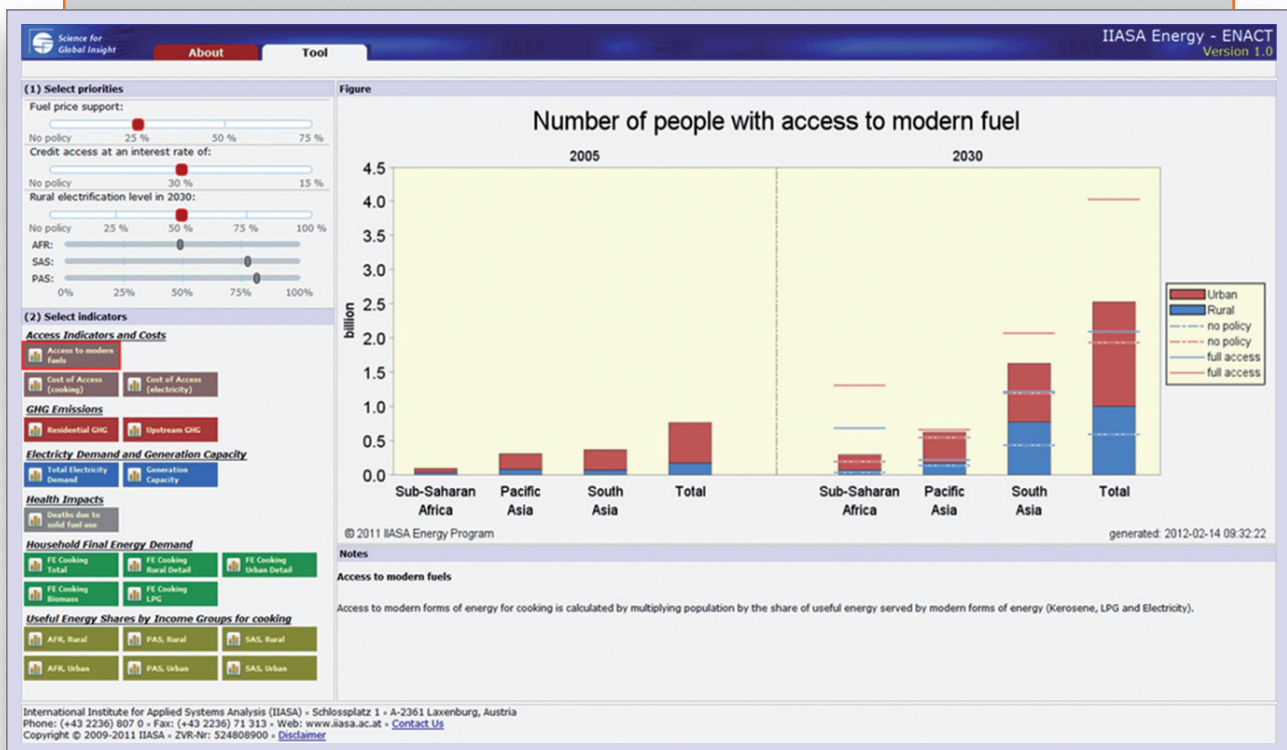 Science for
Global Insight
About
Tool
IIASA Energy - ENACT
Version 1.0
(1) Select priorities
Fuel price support:
No policy 25 % 50 % 75 %
Credit access at an interest rate of:
No policy 30 % 15 %
Rural electrification level in 2030:
No policy 25 % 50 % 75 % 100 %
AFR:
SAS:
PAS:
0% 25% 50% 75% 100%
(2) Select indicators
Access Indicators and Costs
Access to modern
fuels
Cost of Access
(cooking)
Cost of Access
(electricity)
GHG Emissions
Residential GHG
Upstream GHG
Electricty Demand and Generation Capacity
Total Electricity
Demand
Generation
Capacity
Health Impacts
Deaths due to
solid fuel use
Household Final Energy Demand
FE Cooking
Total
FE Cooking
Rural Detail
FE Cooking
Urban Detail
FE Cooking
Biomass
FE Cooking
LPG
Useful Energy Shares by Income Groups for cooking
AFR, Rural
PAS, Rural
SAS, Rural
AFR, Urban
PAS, Urban
SAS, Urban
Figure
Number of people with access to modern fuel
2005 2030
4.5
4.0
3.5
3.0
2.5
2.0
1.5
1.0
0.5
0.0
billion
Sub-Saharan
Africa
Pacific
Asia
South
Asia
Total
Sub-Saharan
Africa
Pacific
Asia
South
Asia
Total
Urban
Rural
no policy
no policy
full access
full access
© 2011 IIASA Energy Program
generated: 2012-02-14 09:32:22
Notes
Access to modern fuels
Access to modern forms of energy for cooking is calculated by multiplying population by the share of useful energy served by modern forms of energy (Kerosene, LPG and Electricity).
International Institute for Applied Systems Analysis (IIASA) • Schlossplatz 1 • A-2361 Laxenburg, Austria
Phone: (+43 2236) 807 0 • Fax: (+43 2236) 71 313 • Web: www.iiasa.ac.at • Contact Us
Copyright © 2009-2011 IIASA • ZVR-Nr: 524808900 • Disclaimer